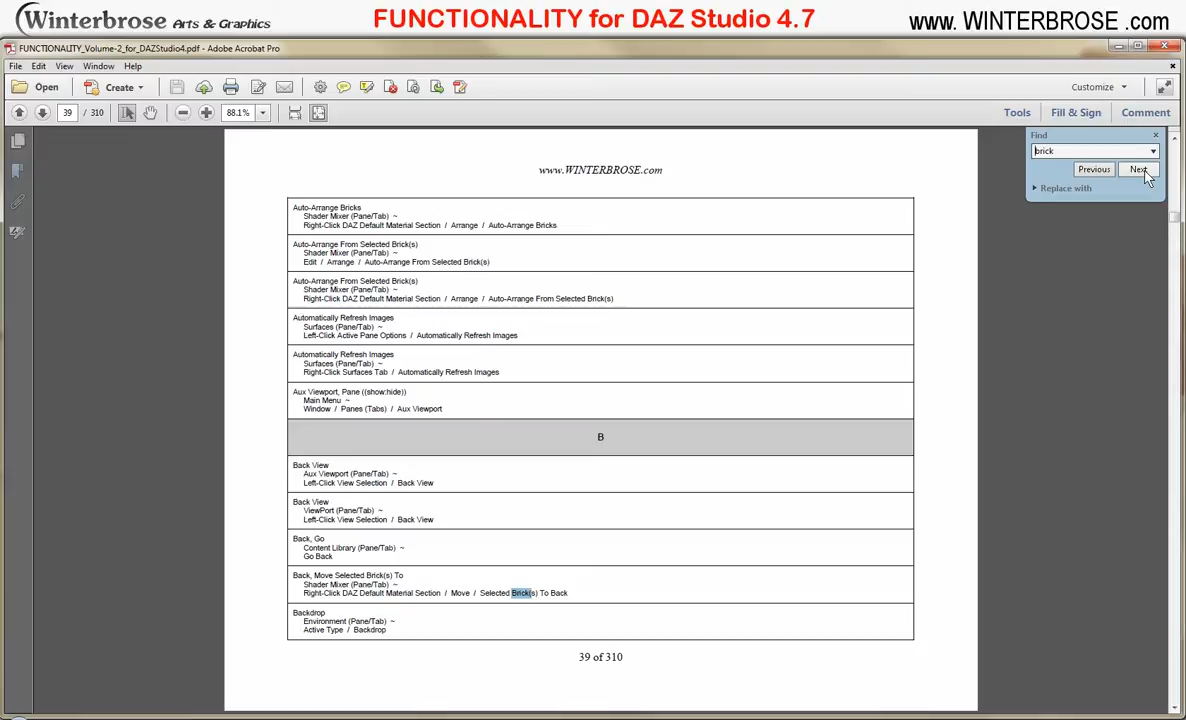 Winterbrose Arts & Graphics
FUNCTIONALITY for DAZ Studio 4.7
www. WINTERBROSE .com
FUNCTIONALITY_Volume-2_for_DAZStudio4.pdf - Adobe Acrobat Pro
File Edit View Window Help
Open Create Customize
39 / 310 88.1% Tools Fill & Sign Comment
Find
brick
Previous Next
Replace with
www.WINTERBROSE.com
Auto-Arrange Bricks
Shader Mixer (Pane/Tab) ~
Right-Click DAZ Default Material Section / Arrange / Auto-Arrange Bricks
Auto-Arrange From Selected Brick(s)
Shader Mixer (Pane/Tab) ~
Edit / Arrange / Auto-Arrange From Selected Brick(s)
Auto-Arrange From Selected Brick(s)
Shader Mixer (Pane/Tab) ~
Right-Click DAZ Default Material Section / Arrange / Auto-Arrange From Selected Brick(s)
Automatically Refresh Images
Surfaces (Pane/Tab) ~
Left-Click Active Pane Options / Automatically Refresh Images
Automatically Refresh Images
Surfaces (Pane/Tab) ~
Right-Click Surfaces Tab / Automatically Refresh Images
Aux Viewport, Pane ((show:hide))
Main Menu ~
Window / Panes (Tabs) / Aux Viewport
B
Back View
Aux Viewport (Pane/Tab) ~
Left-Click View Selection / Back View
Back View
ViewPort (Pane/Tab) ~
Left-Click View Selection / Back View
Back, Go
Content Library (Pane/Tab) ~
Go Back
Back, Move Selected Brick(s) To
Shader Mixer (Pane/Tab) ~
Right-Click DAZ Default Material Section / Move / Selected Brick(s) To Back
Backdrop
Environment (Pane/Tab) ~
Active Type / Backdrop
39 of 310